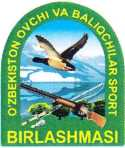 O'ZBEKISTON OVCHI VA BALIQCHILAR SPORT
BIRLASHMASI